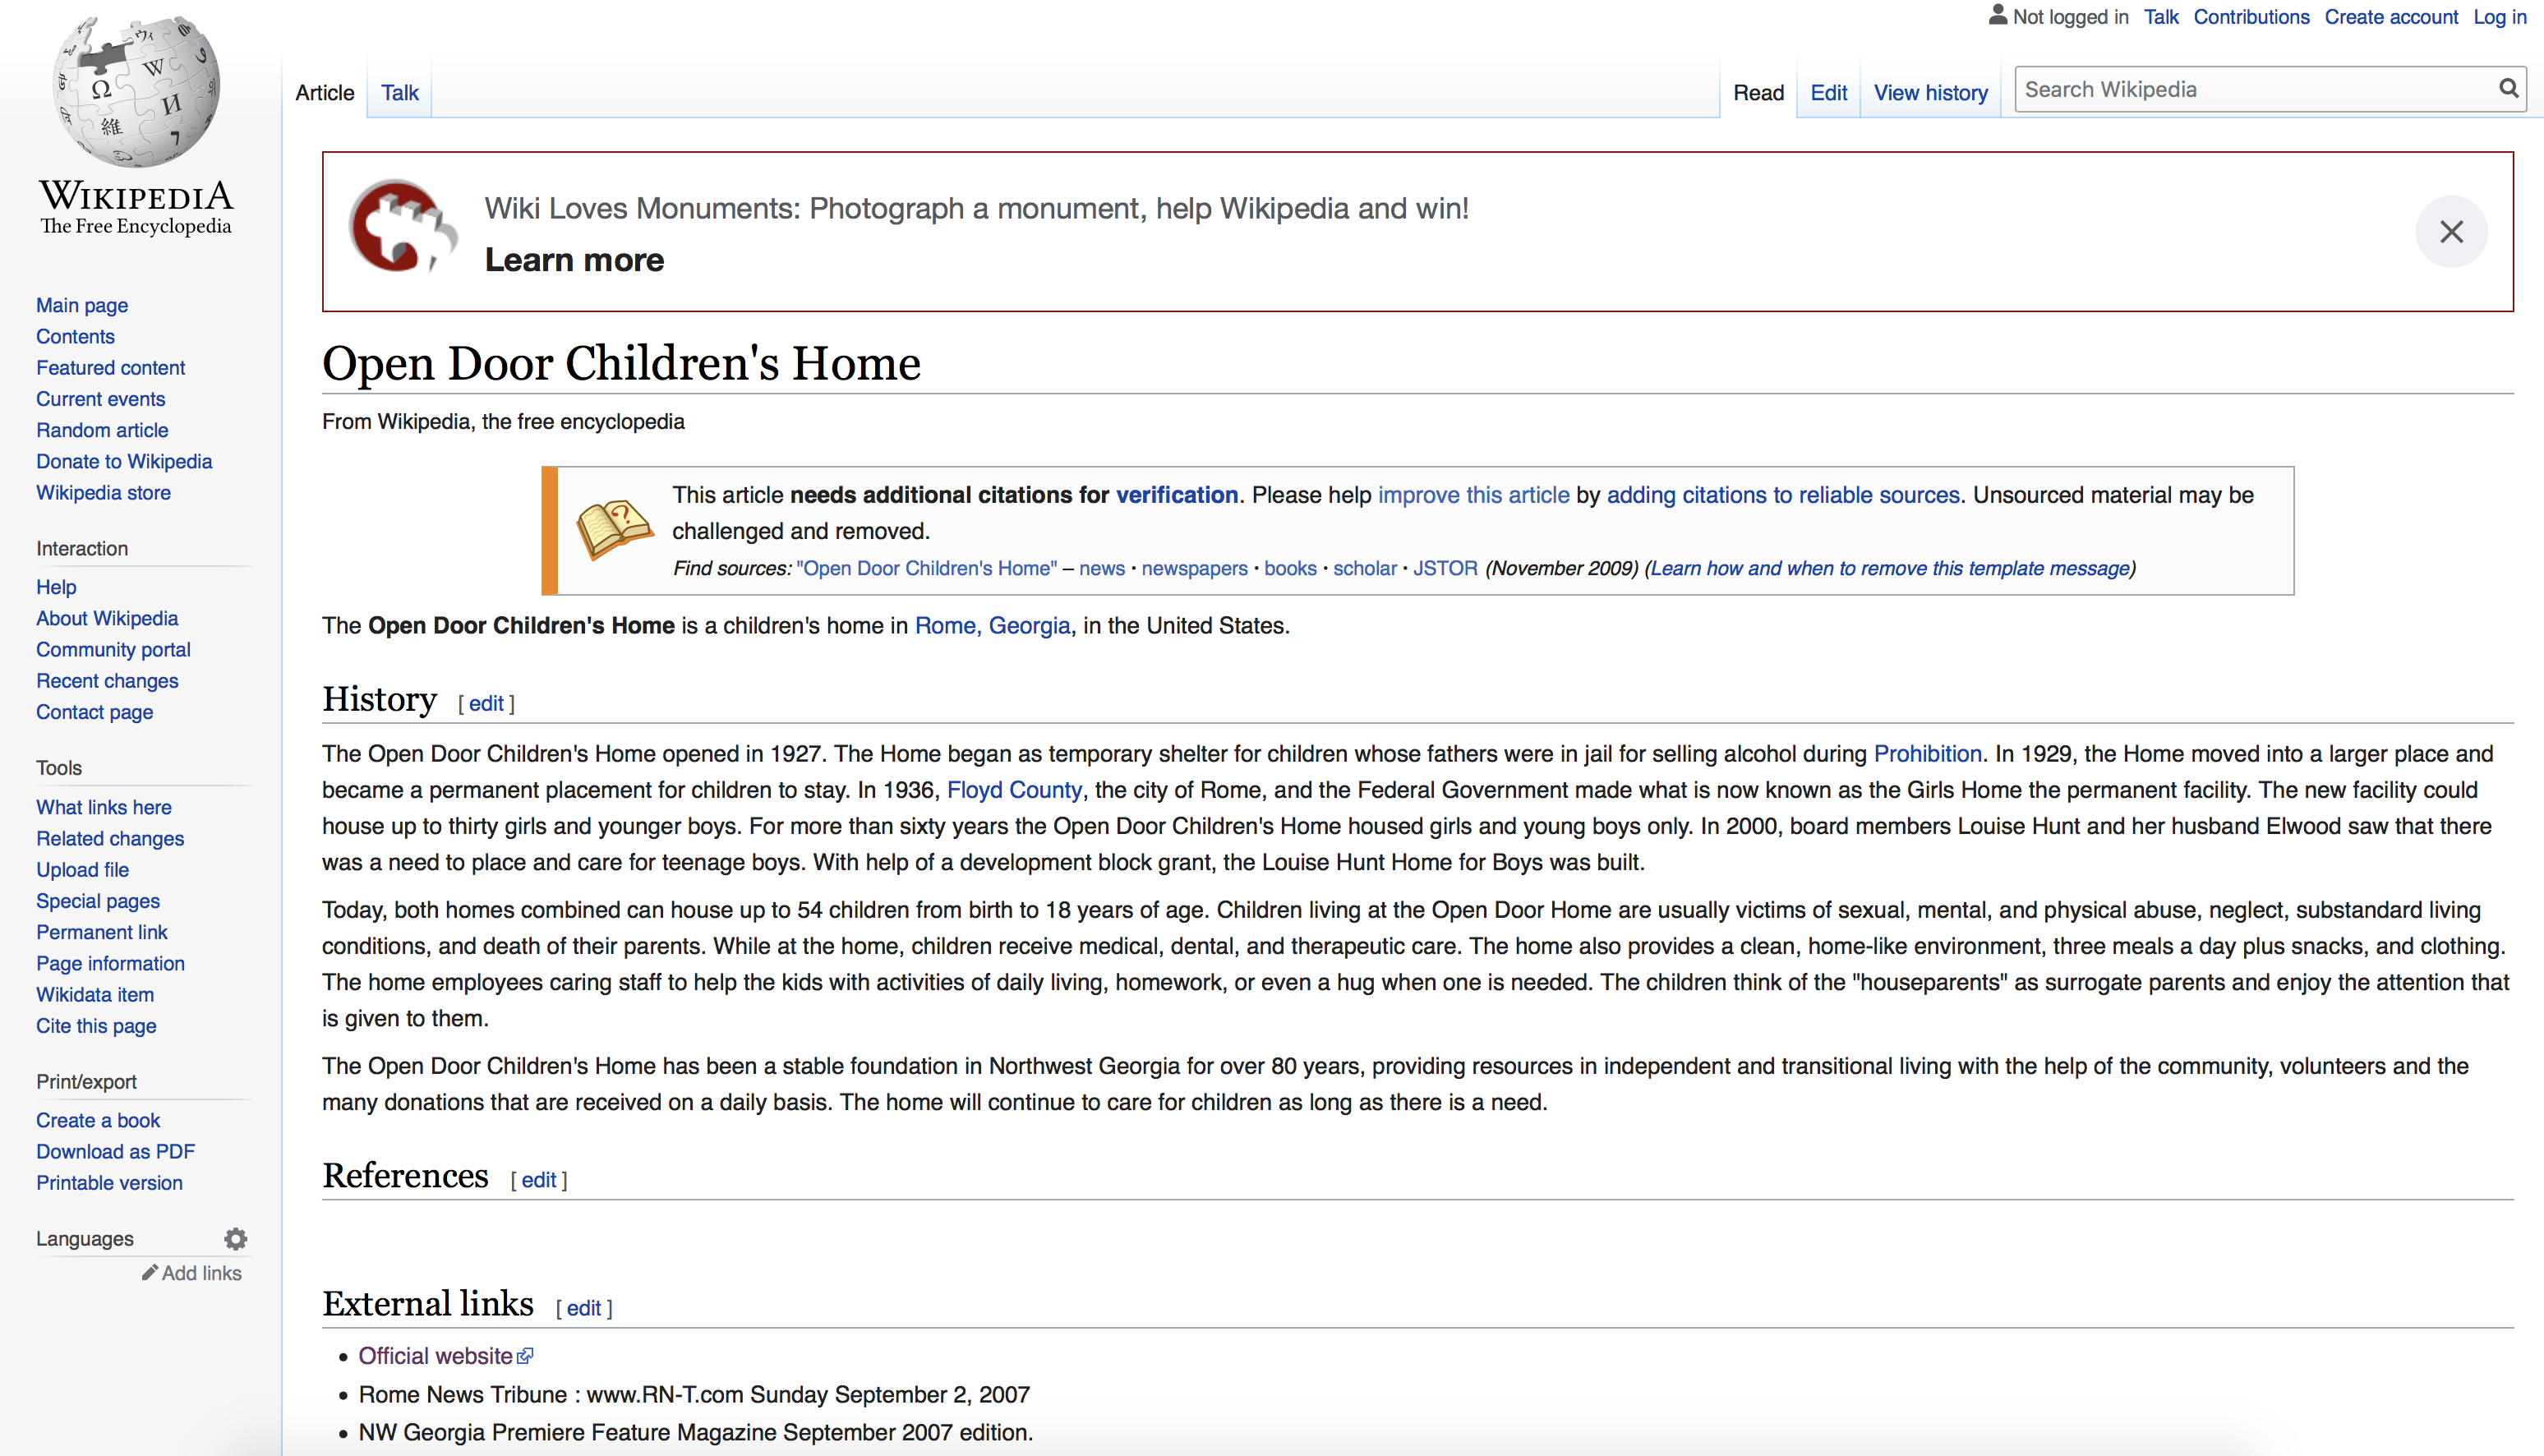 Not logged in Talk Contributions Create account Log in
Article Talk
Read Edit View history Search Wikipedia
WIKIPEDIA
The Free Encyclopedia
Main page
Contents
Featured content
Current events
Random article
Donate to Wikipedia
Wikipedia store
Interaction
Help
About Wikipedia
Community portal
Recent changes
Contact page
Tools
What links here
Related changes
Upload file
Special pages
Permanent link
Page information
Wikidata item
Cite this page
Print/export
Create a book
Download as PDF
Printable version
Languages
Add links
Wiki Loves Monuments: Photograph a monument, help Wikipedia and win!
Learn more
Open Door Children's Home
From Wikipedia, the free encyclopedia
This article needs additional citations for verification. Please help improve this article by adding citations to reliable sources. Unsourced material may be
challenged and removed.
Find sources: "Open Door Children's Home" – news · newspapers · books · scholar · JSTOR (November 2009) (Learn how and when to remove this template message)
The Open Door Children's Home is a children's home in Rome, Georgia, in the United States.
History [ edit ]
The Open Door Children's Home opened in 1927. The Home began as temporary shelter for children whose fathers were in jail for selling alcohol during Prohibition. In 1929, the Home moved into a larger place and
became a permanent placement for children to stay. In 1936, Floyd County, the city of Rome, and the Federal Government made what is now known as the Girls Home the permanent facility. The new facility could
house up to thirty girls and younger boys. For more than sixty years the Open Door Children's Home housed girls and young boys only. In 2000, board members Louise Hunt and her husband Elwood saw that there
was a need to place and care for teenage boys. With help of a development block grant, the Louise Hunt Home for Boys was built.
Today, both homes combined can house up to 54 children from birth to 18 years of age. Children living at the Open Door Home are usually victims of sexual, mental, and physical abuse, neglect, substandard living
conditions, and death of their parents. While at the home, children receive medical, dental, and therapeutic care. The home also provides a clean, home-like environment, three meals a day plus snacks, and clothing.
The home employees caring staff to help the kids with activities of daily living, homework, or even a hug when one is needed. The children think of the "houseparents" as surrogate parents and enjoy the attention that
is given to them.
The Open Door Children's Home has been a stable foundation in Northwest Georgia for over 80 years, providing resources in independent and transitional living with the help of the community, volunteers and the
many donations that are received on a daily basis. The home will continue to care for children as long as there is a need.
References [ edit ]
External links [ edit ]
• Official website
• Rome News Tribune : www.RN-T.com Sunday September 2, 2007
• NW Georgia Premiere Feature Magazine September 2007 edition.